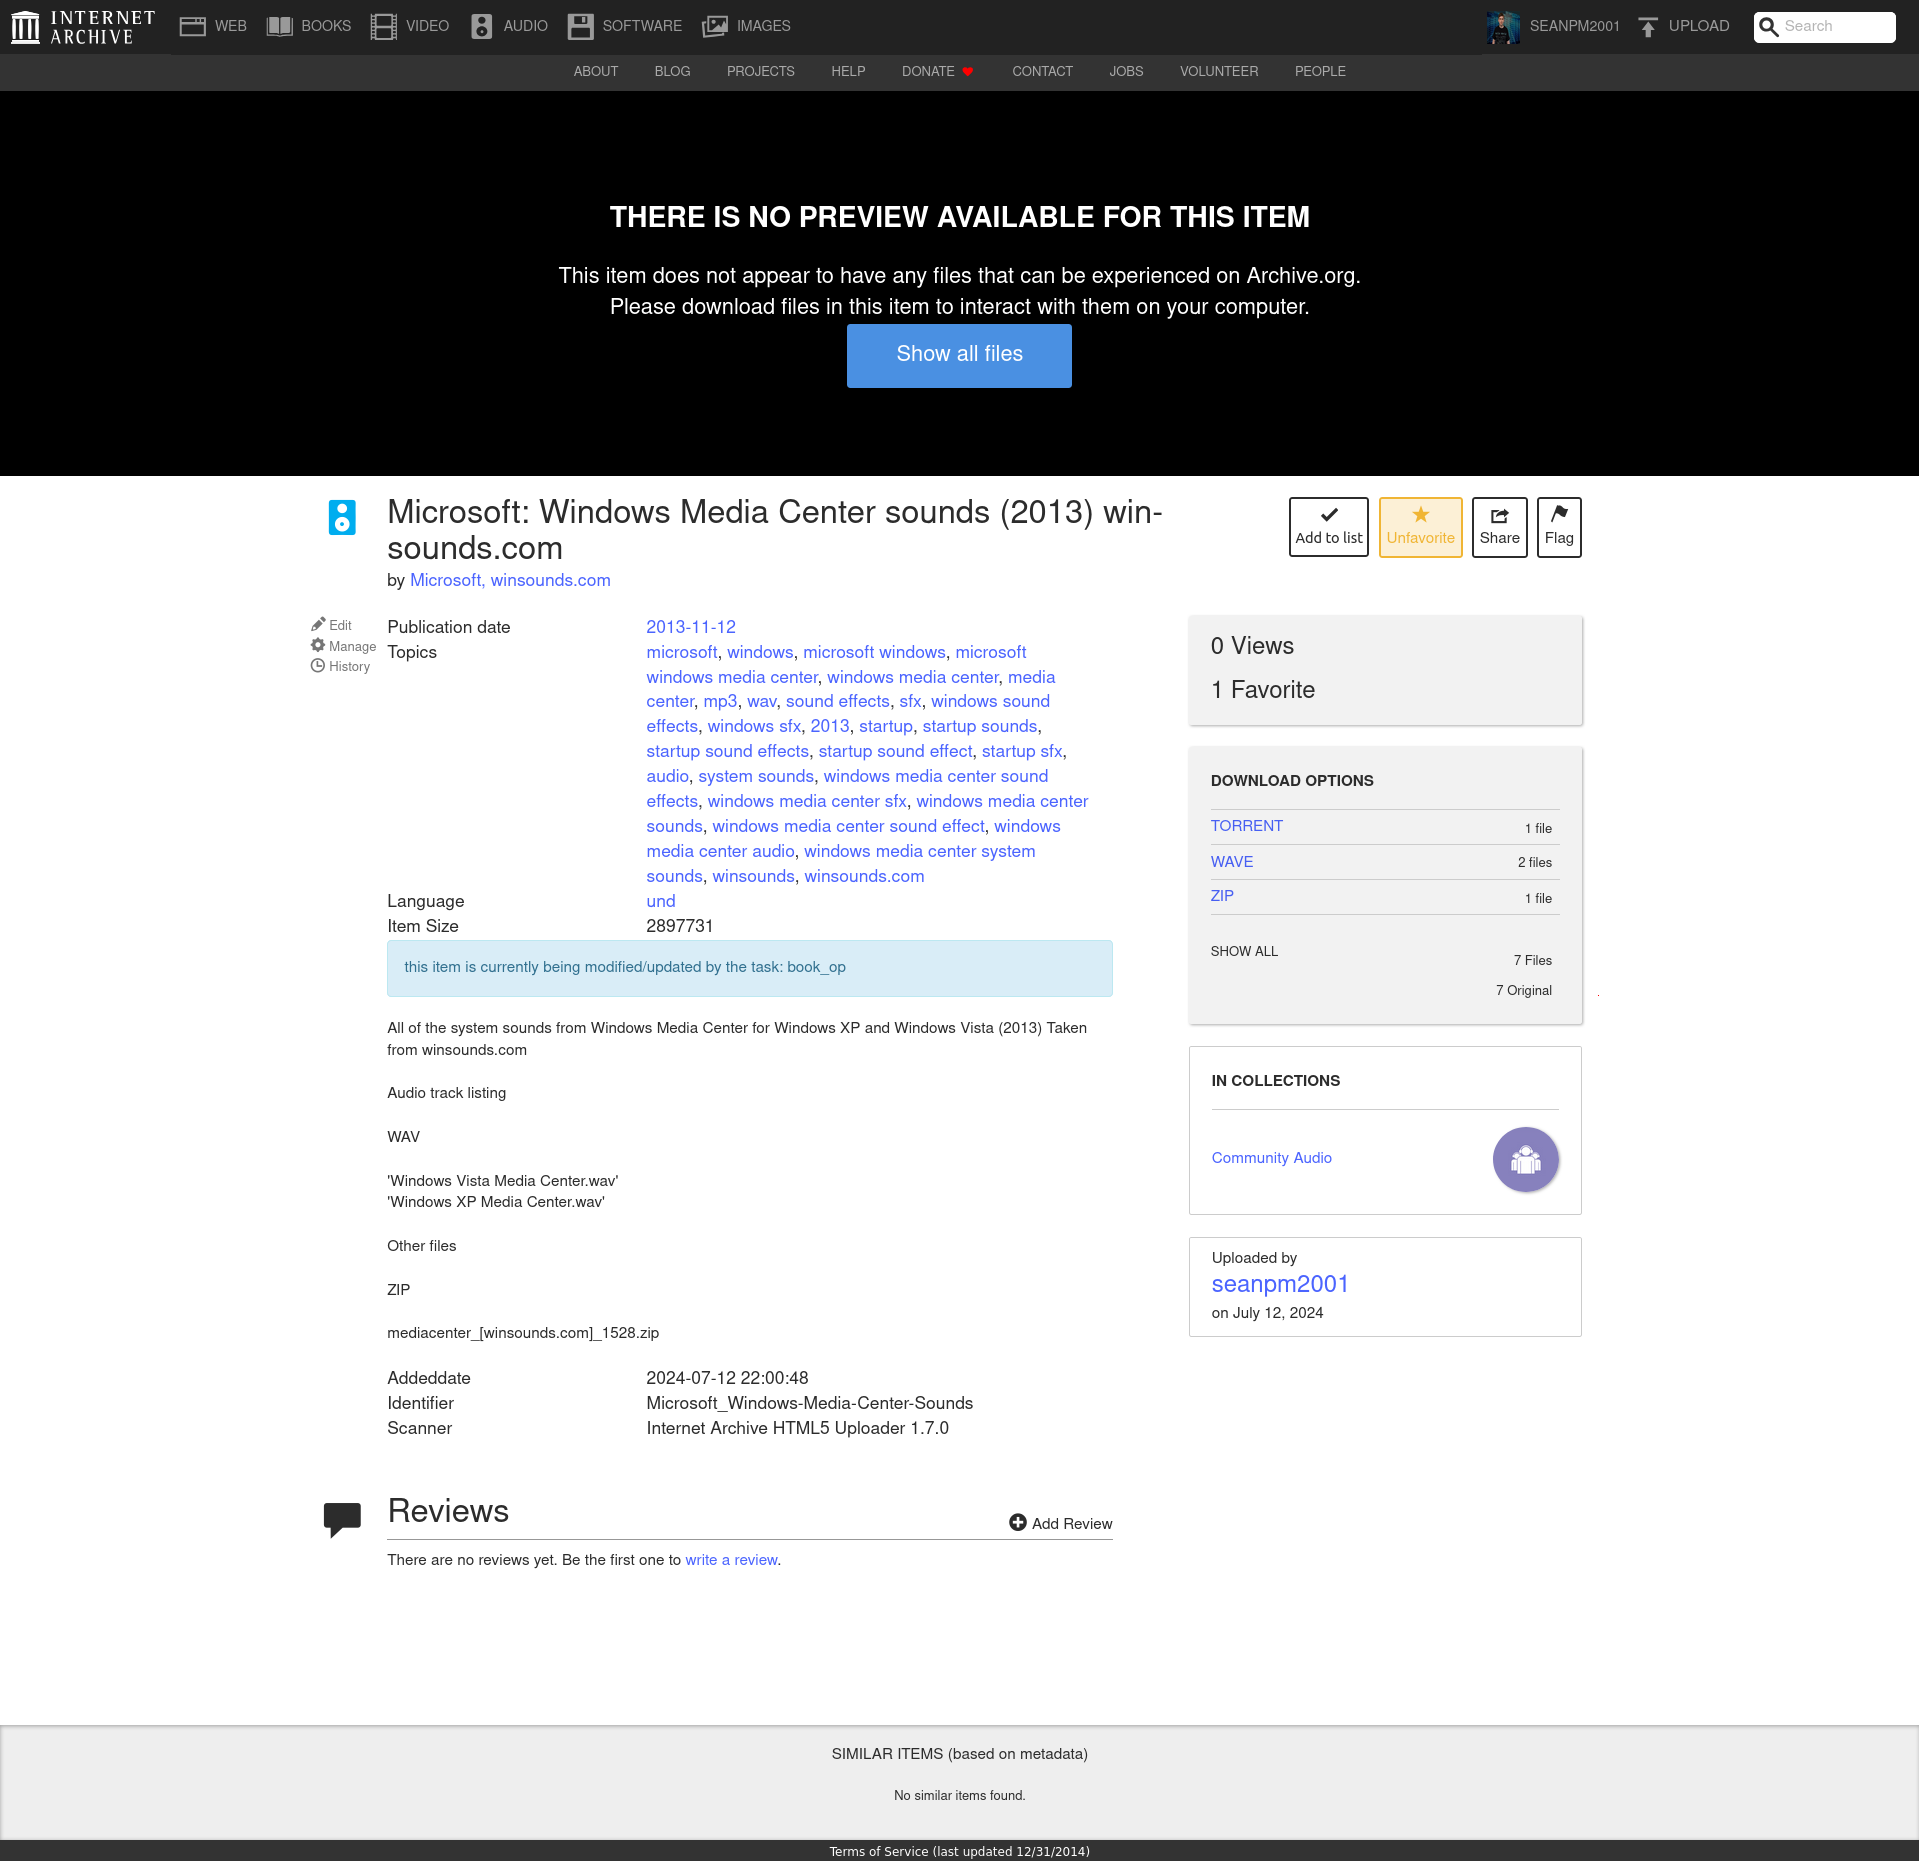 INTERNET ARCHIVE
WEB BOOKS VIDEO AUDIO SOFTWARE IMAGES SEANPM2001 UPLOAD Search
ABOUT BLOG PROJECTS HELP DONATE CONTACT JOBS VOLUNTEER PEOPLE
THERE IS NO PREVIEW AVAILABLE FOR THIS ITEM
This item does not appear to have any files that can be experienced on Archive.org.
Please download files in this item to interact with them on your computer.
Show all files
Microsoft: Windows Media Center sounds (2013) win-
sounds.com
by Microsoft, winsounds.com
Add to list Unfavorite Share Flag
Edit
Manage
History
Publication date 2013-11-12
Topics microsoft, windows, microsoft windows, microsoft
windows media center, windows media center, media
center, mp3, wav, sound effects, sfx, windows sound
effects, windows sfx, 2013, startup, startup sounds,
startup sound effects, startup sound effect, startup sfx,
audio, system sounds, windows media center sound
effects, windows media center sfx, windows media center
sounds, windows media center sound effect, windows
media center audio, windows media center system
sounds, winsounds, winsounds.com
Language und
Item Size 2897731
this item is currently being modified/updated by the task: book_op
All of the system sounds from Windows Media Center for Windows XP and Windows Vista (2013) Taken
from winsounds.com
Audio track listing
WAV
'Windows Vista Media Center.wav'
'Windows XP Media Center.wav'
Other files
ZIP
mediacenter_[winsounds.com]_1528.zip
Addeddate 2024-07-12 22:00:48
Identifier Microsoft_Windows-Media-Center-Sounds
Scanner Internet Archive HTML5 Uploader 1.7.0
0 Views
1 Favorite
DOWNLOAD OPTIONS
TORRENT 1 file
WAVE 2 files
ZIP 1 file
SHOW ALL 7 Files
7 Original
IN COLLECTIONS
Community Audio
Uploaded by
seanpm2001
on July 12, 2024
Reviews
Add Review
There are no reviews yet. Be the first one to write a review.
SIMILAR ITEMS (based on metadata)
No similar items found.
Terms of Service (last updated 12/31/2014)